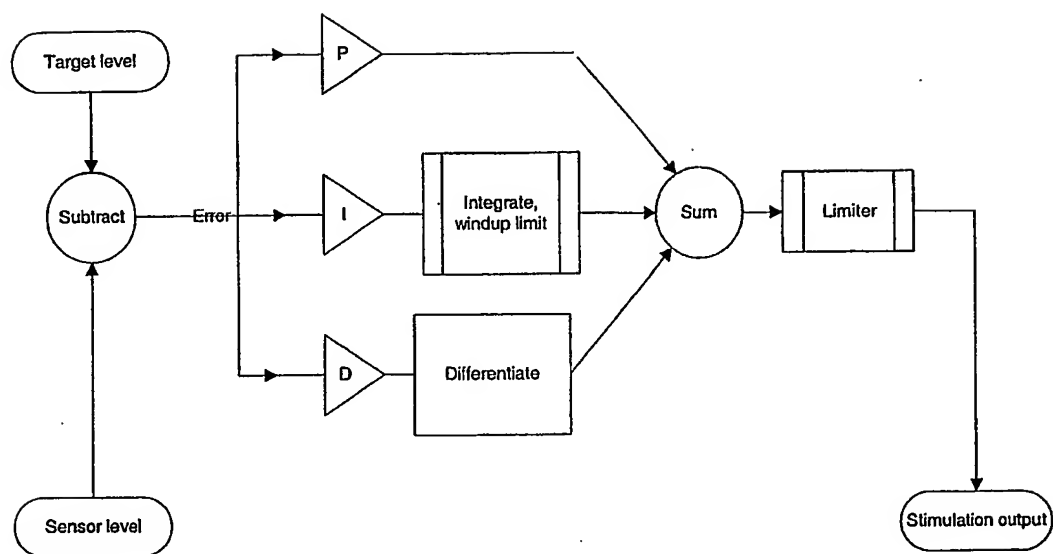 Target level
P
Subtract
Error
I
Integrate,
windup limit
Sum
Limiter
D
Differentiate
Sensor level
Stimulation output